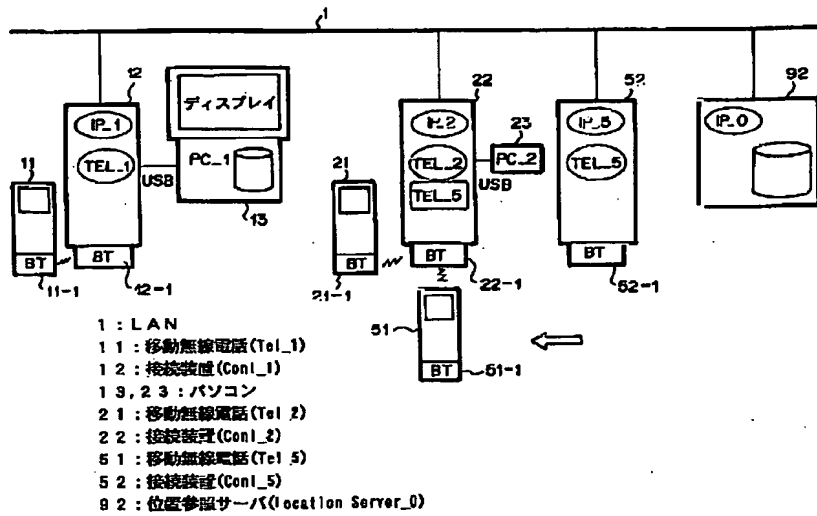 1
12
22
52
92
ディスプレイ
IP_1
IP_2
IP_5
IP_0
23
11
TEL_1
PC_1
21
TEL_2
PC_2
TEL_5
USB
USB
TEL_5
13
BT
BT
BT
BT
BT
11-1
12-1
21-1
22-1
52-1
51
BT
51-1
1 : LAN
11 : 移動無線電話(Tel_1)
12 : 接続装置(Conl_1)
13,23 : パソコン
21 : 移動無線電話(Tel_2)
22 : 接続装置(Conl_2)
51 : 移動無線電話(Tel_5)
52 : 接続装置(Conl_5)
92 : 位置参照サーバ(Location Server_0)